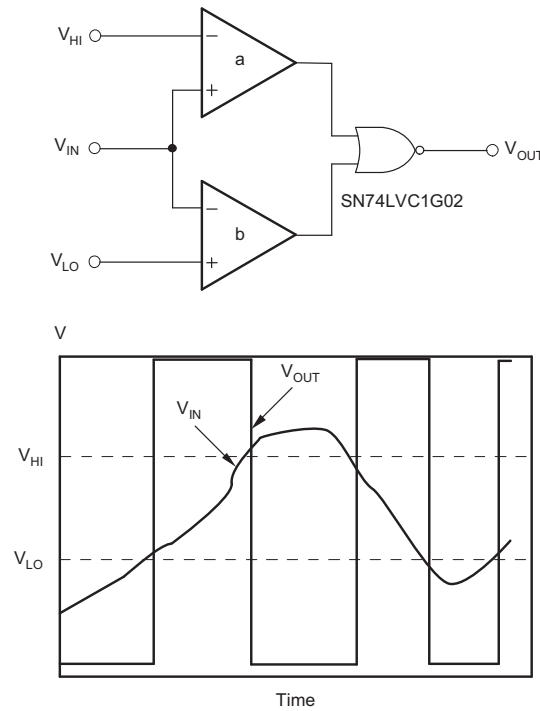 V_HI
−
a
+
V_IN
−
b
V_LO
+
V_OUT
SN74LVC1G02
V
V_OUT
V_IN
V_HI
V_LO
Time